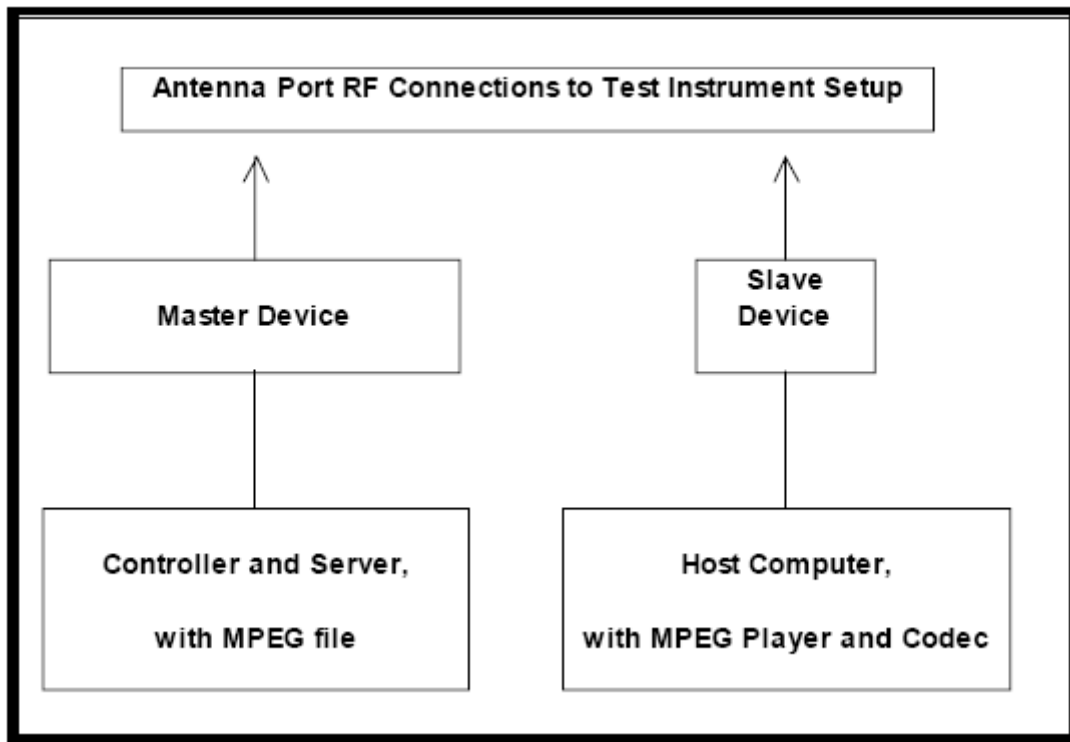 Antenna Port RF Connections to Test Instrument Setup
Master Device
Slave
Device
Controller and Server,
with MPEG file
Host Computer,
with MPEG Player and Codec